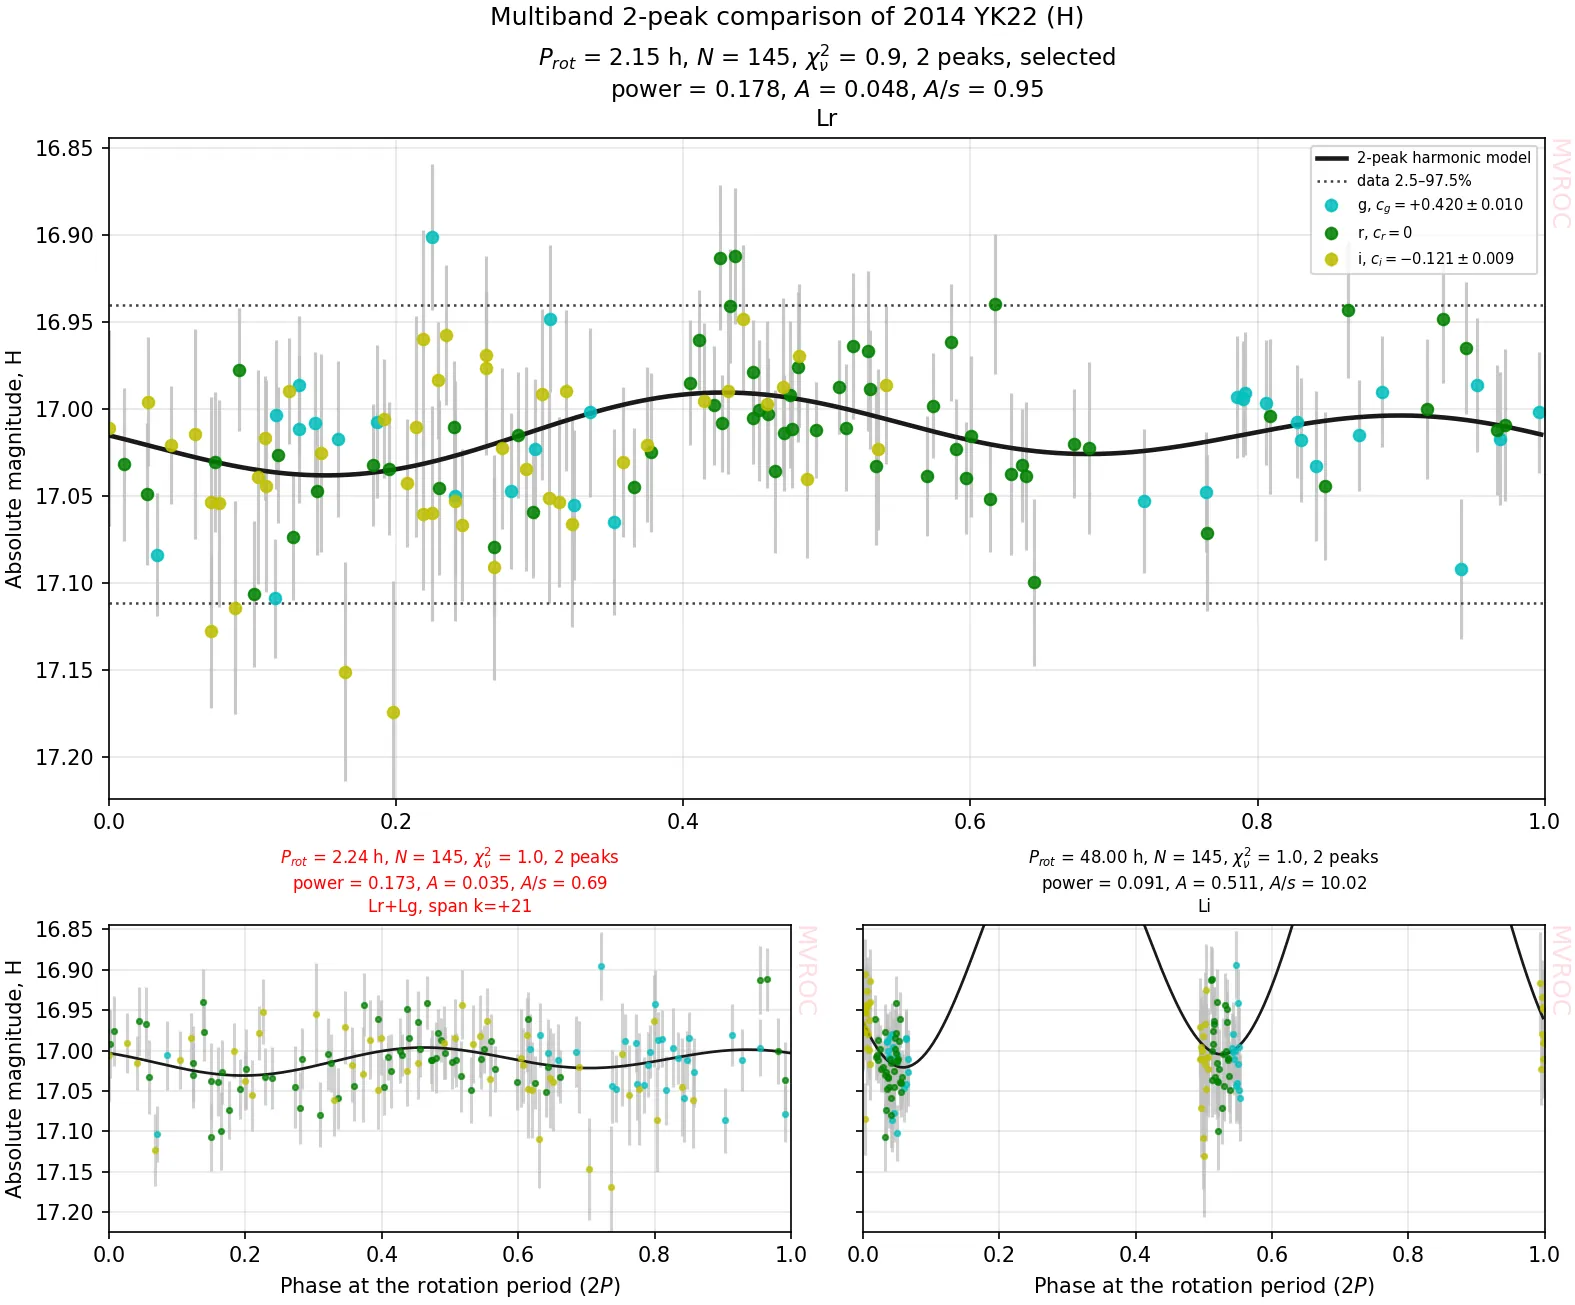 Multiband 2-peak comparison of 2014 YK22 (H)
P_rot = 2.15 h, N = 145, χ²_ν = 0.9, 2 peaks, selected
power = 0.178, A = 0.048, A/s = 0.95
Lr
Absolute magnitude, H
16.85
16.90
16.95
17.00
17.05
17.10
17.15
17.20
0.0 0.2 0.4 0.6 0.8 1.0
2-peak harmonic model
data 2.5–97.5%
g, c_g = +0.420 ± 0.010
r, c_r = 0
i, c_i = −0.121 ± 0.009
MVROC
P_rot = 2.24 h, N = 145, χ²_ν = 1.0, 2 peaks
power = 0.173, A = 0.035, A/s = 0.69
Lr+Lg, span k=+21
Absolute magnitude, H
16.85
16.90
16.95
17.00
17.05
17.10
17.15
17.20
0.0 0.2 0.4 0.6 0.8 1.0
Phase at the rotation period (2P)
MVROC
P_rot = 48.00 h, N = 145, χ²_ν = 1.0, 2 peaks
power = 0.091, A = 0.511, A/s = 10.02
Li
0.0 0.2 0.4 0.6 0.8 1.0
Phase at the rotation period (2P)
MVROC